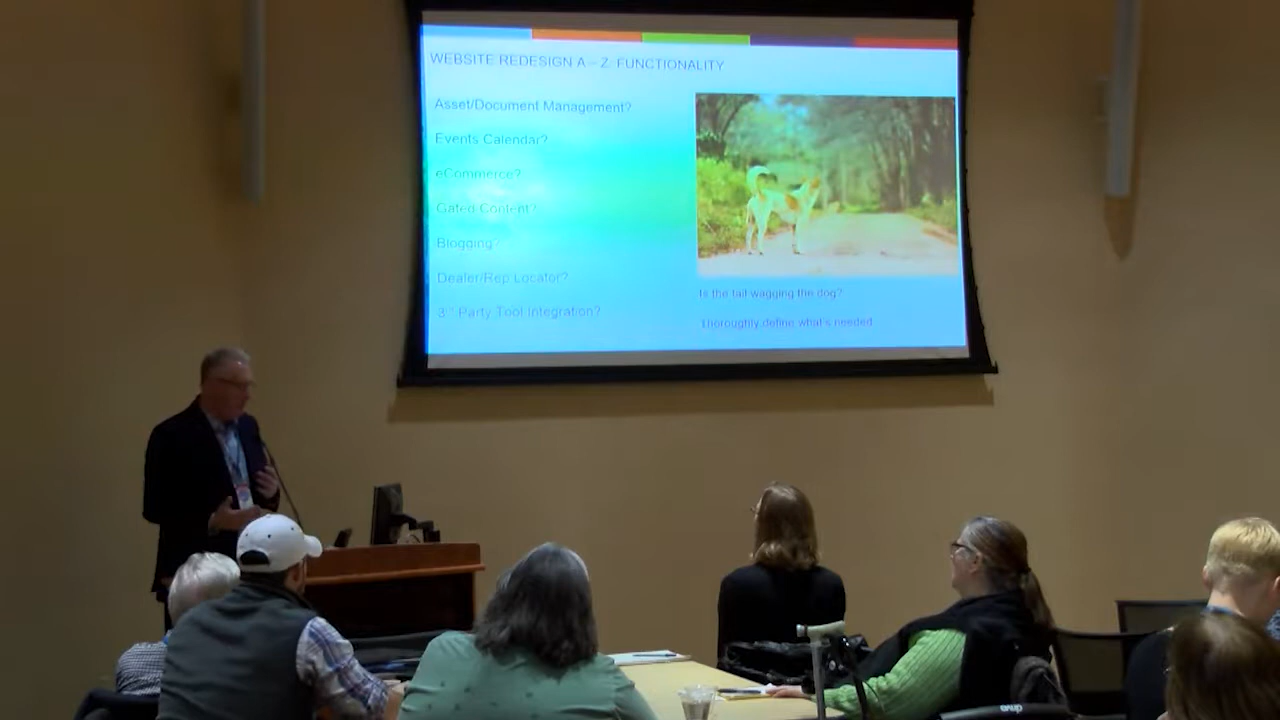 WEBSITE REDESIGN A – Z: FUNCTIONALITY
Asset/Document Management?
Events Calendar?
eCommerce?
Gated Content?
Blogging?
Dealer/Rep Locator?
3rd Party Tool Integration?
Is the tail wagging the dog?
Thoroughly define what's needed